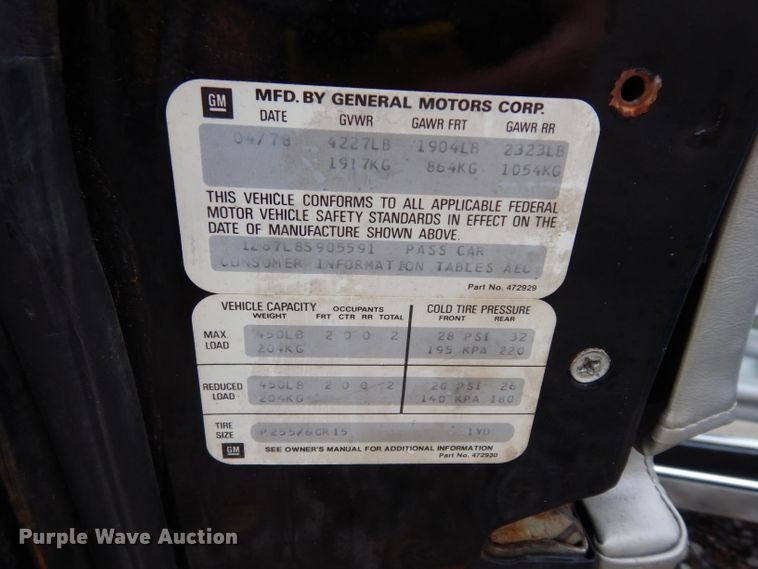 GM MFD. BY GENERAL MOTORS CORP.
DATE GVWR GAWR FRT GAWR RR
04/78 4227LB 1904LB 2323LB
1917KG 864KG 1054KG
THIS VEHICLE CONFORMS TO ALL APPLICABLE FEDERAL
MOTOR VEHICLE SAFETY STANDARDS IN EFFECT ON THE
DATE OF MANUFACTURE SHOWN ABOVE.
1Z87L8S905591 PASS CAR
CONSUMER INFORMATION TABLES AEC
Part No. 472929
VEHICLE CAPACITY OCCUPANTS COLD TIRE PRESSURE
WEIGHT FRT CTR RR TOTAL FRONT REAR
MAX. LOAD 450LB 2 0 0 2 28 PSI 32
204KG 195 KPA 220
REDUCED LOAD 450LB 2 0 0 2 20 PSI 26
204KG 140 KPA 180
TIRE SIZE P255/60R15 1YD
GM SEE OWNER'S MANUAL FOR ADDITIONAL INFORMATION
Part No. 472930
Purple Wave Auction